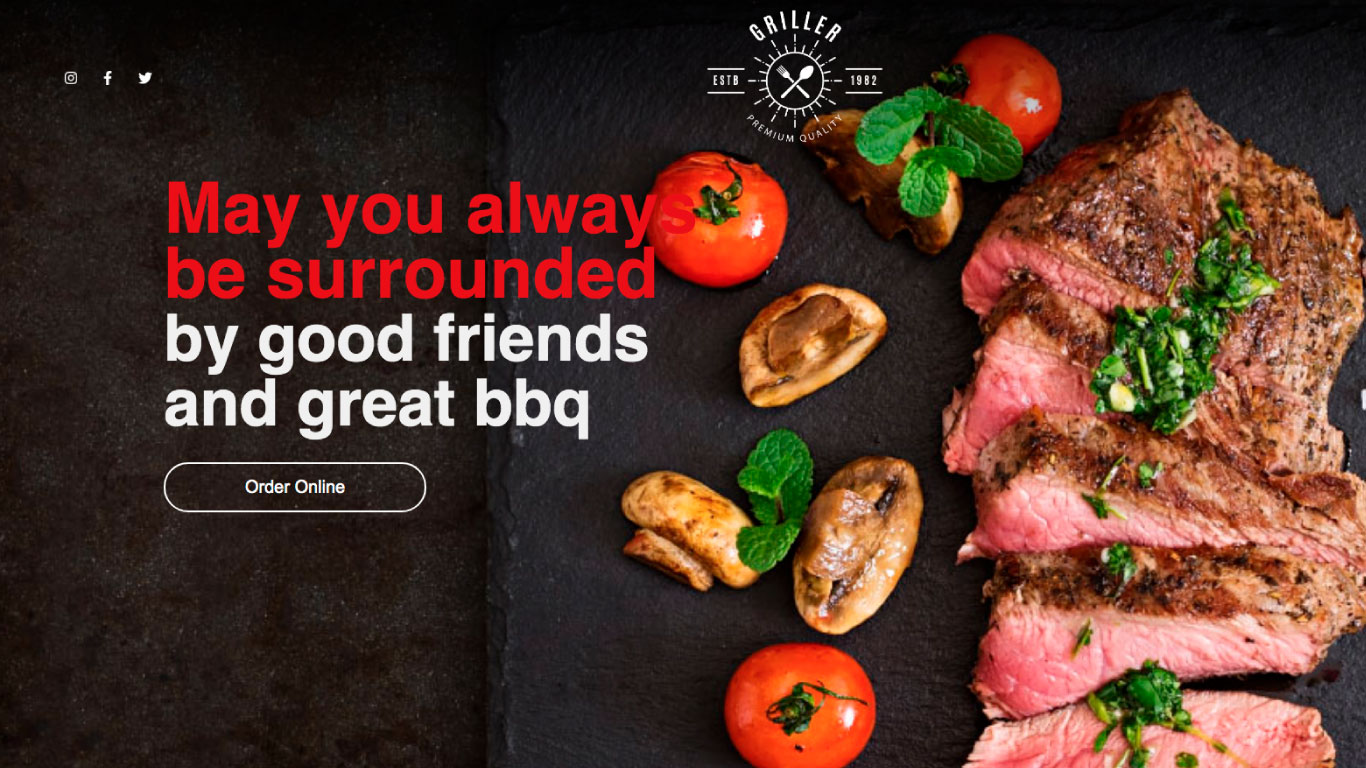 GRILLER
ESTB 1982
PREMIUM QUALITY
May you always
be surrounded
by good friends
and great bbq
Order Online